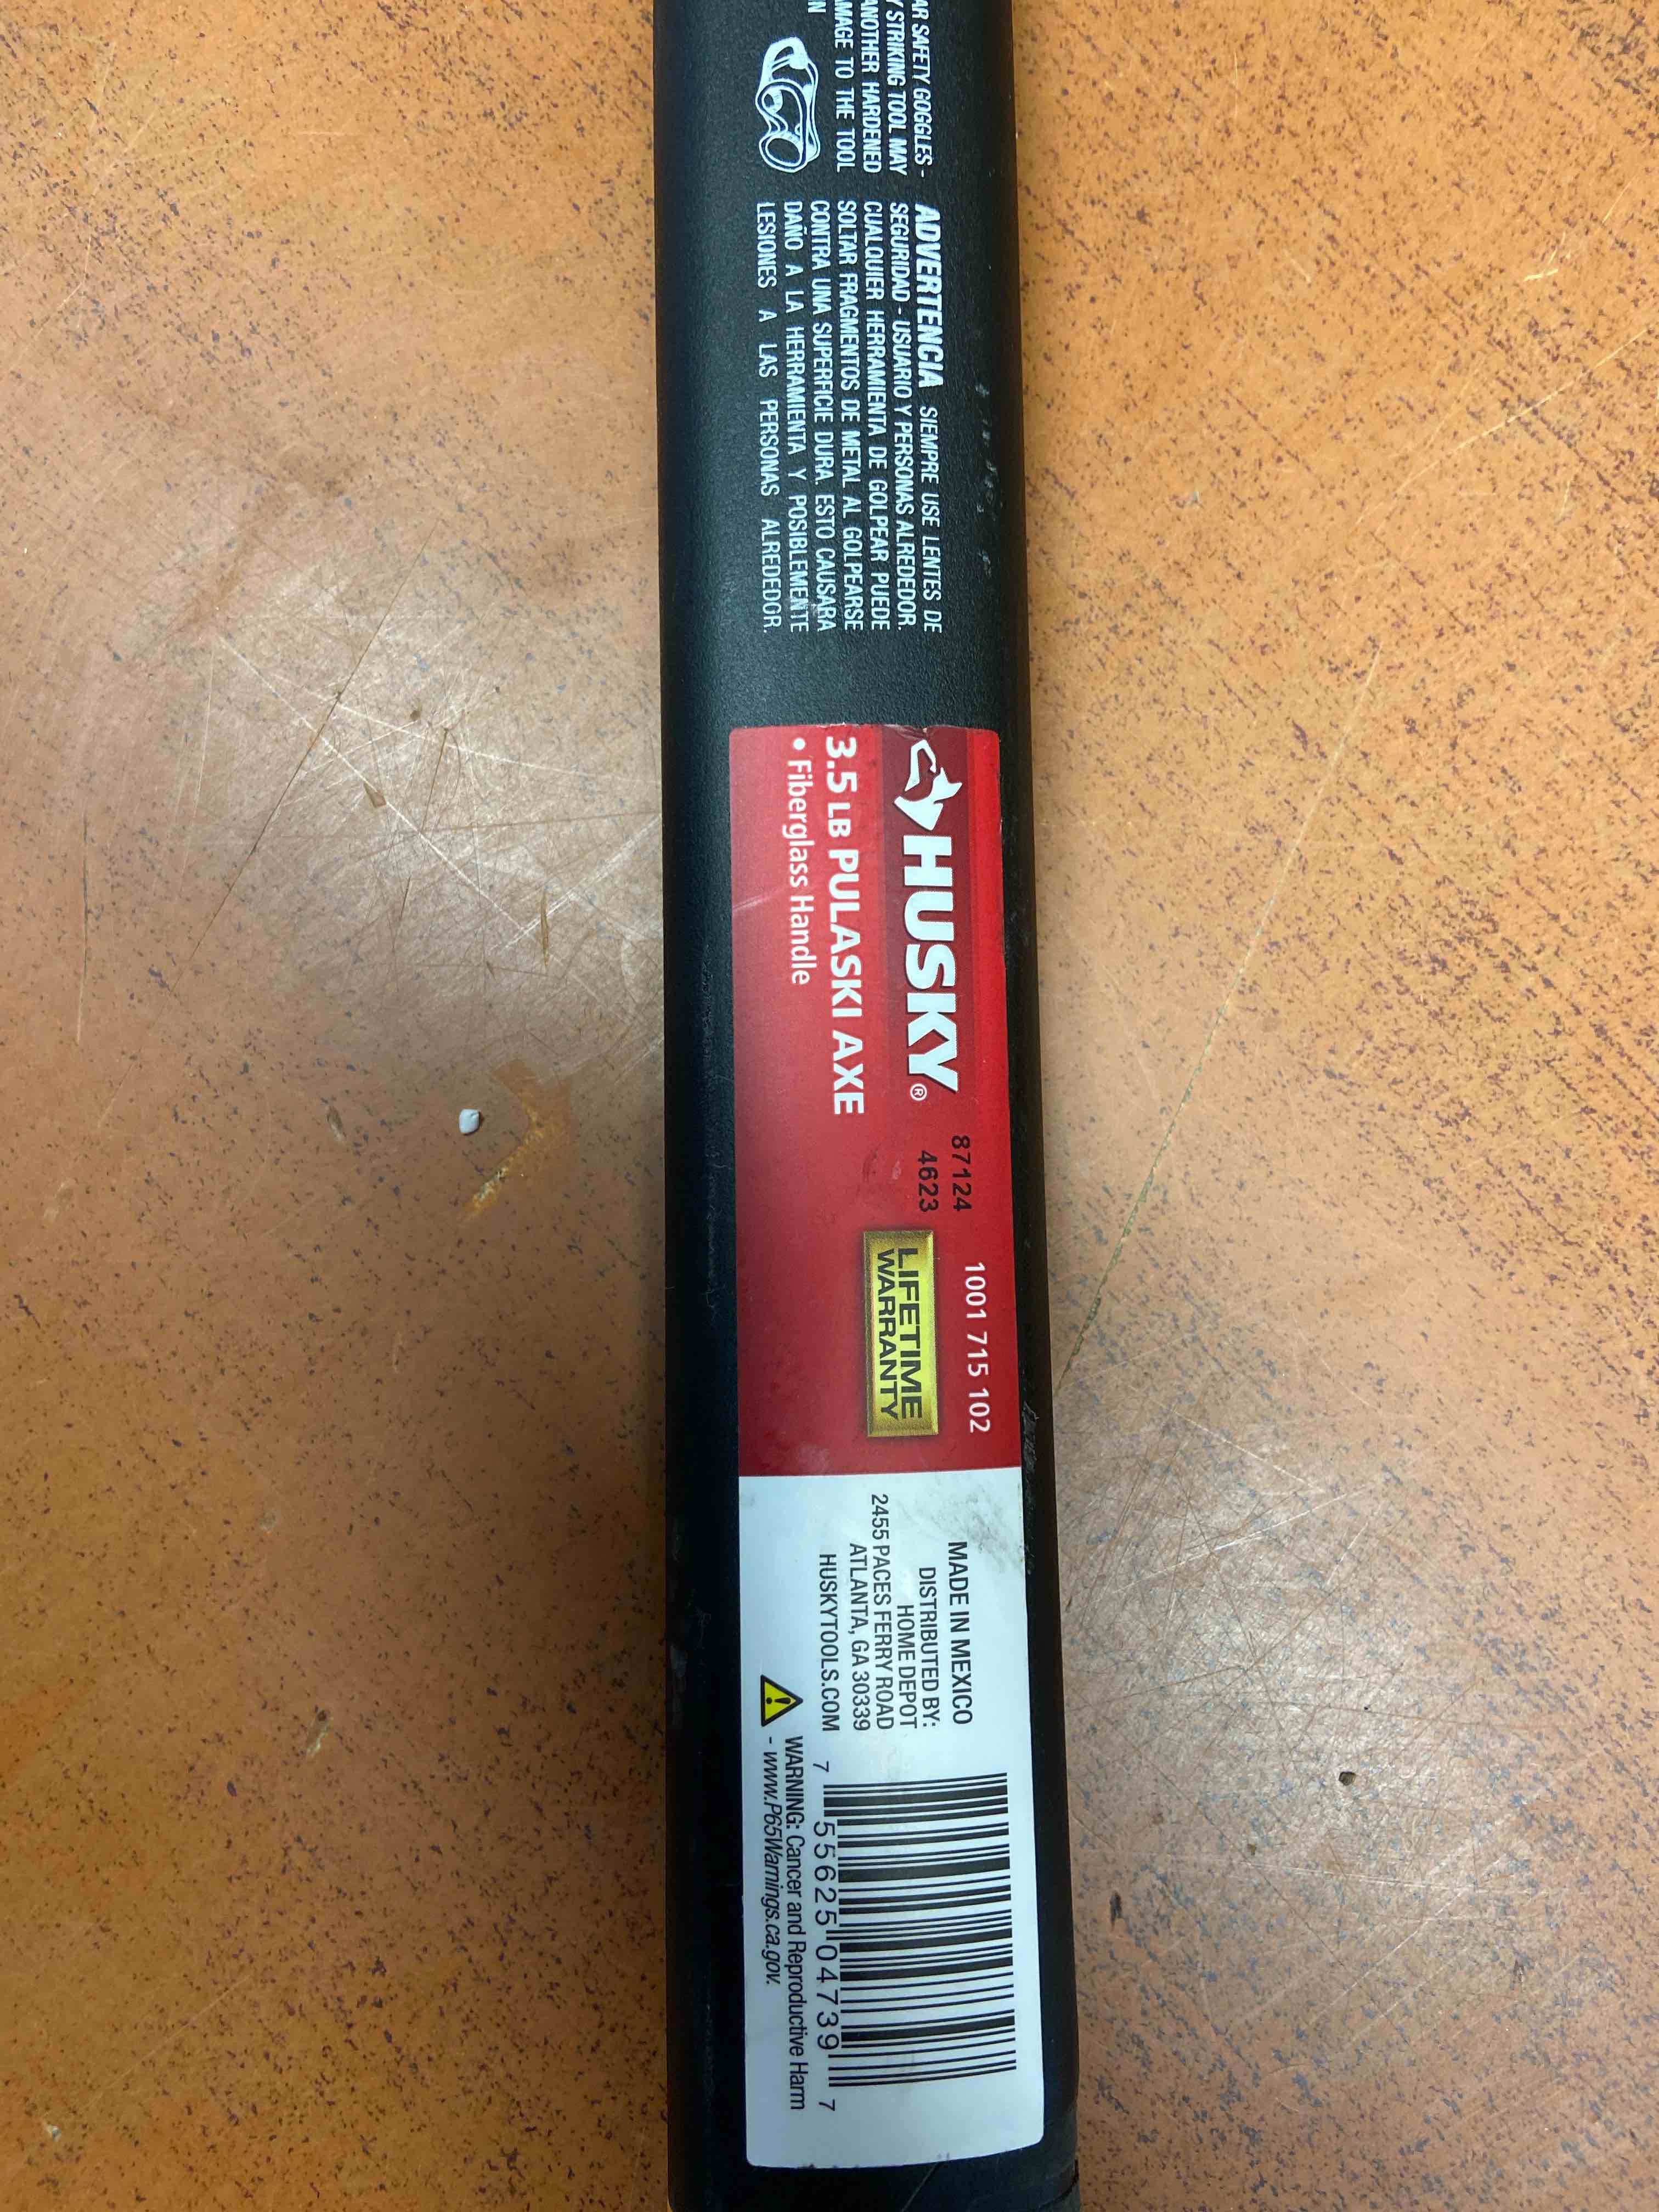 AR SAFETY GOGGLES -
STRIKING TOOL MAY
ANOTHER HARDENED
MAGE TO THE TOOL
N
ADVERTENCIA SIEMPRE USE LENTES DE
SEGURIDAD - USUARIO Y PERSONAS ALREDEDOR.
CUALQUIER HERRAMIENTA DE GOLPEAR PUEDE
SOLTAR FRAGMENTOS DE METAL AL GOLPEARSE
CONTRA UNA SUPERFICIE DURA. ESTO CAUSARA
DAÑO A LA HERRAMIENTA Y POSIBLEMENTE
LESIONES A LAS PERSONAS ALREDEDOR.
HUSKY®
3.5 LB PULASKI AXE
• Fiberglass Handle
87124
4623
1001 715 102
LIFETIME
WARRANTY
MADE IN MEXICO
DISTRIBUTED BY:
HOME DEPOT
2455 PACES FERRY ROAD
ATLANTA, GA 30339
HUSKYTOOLS.COM
7 55625 04739 7
WARNING: Cancer and Reproductive Harm
- www.P65Warnings.ca.gov.